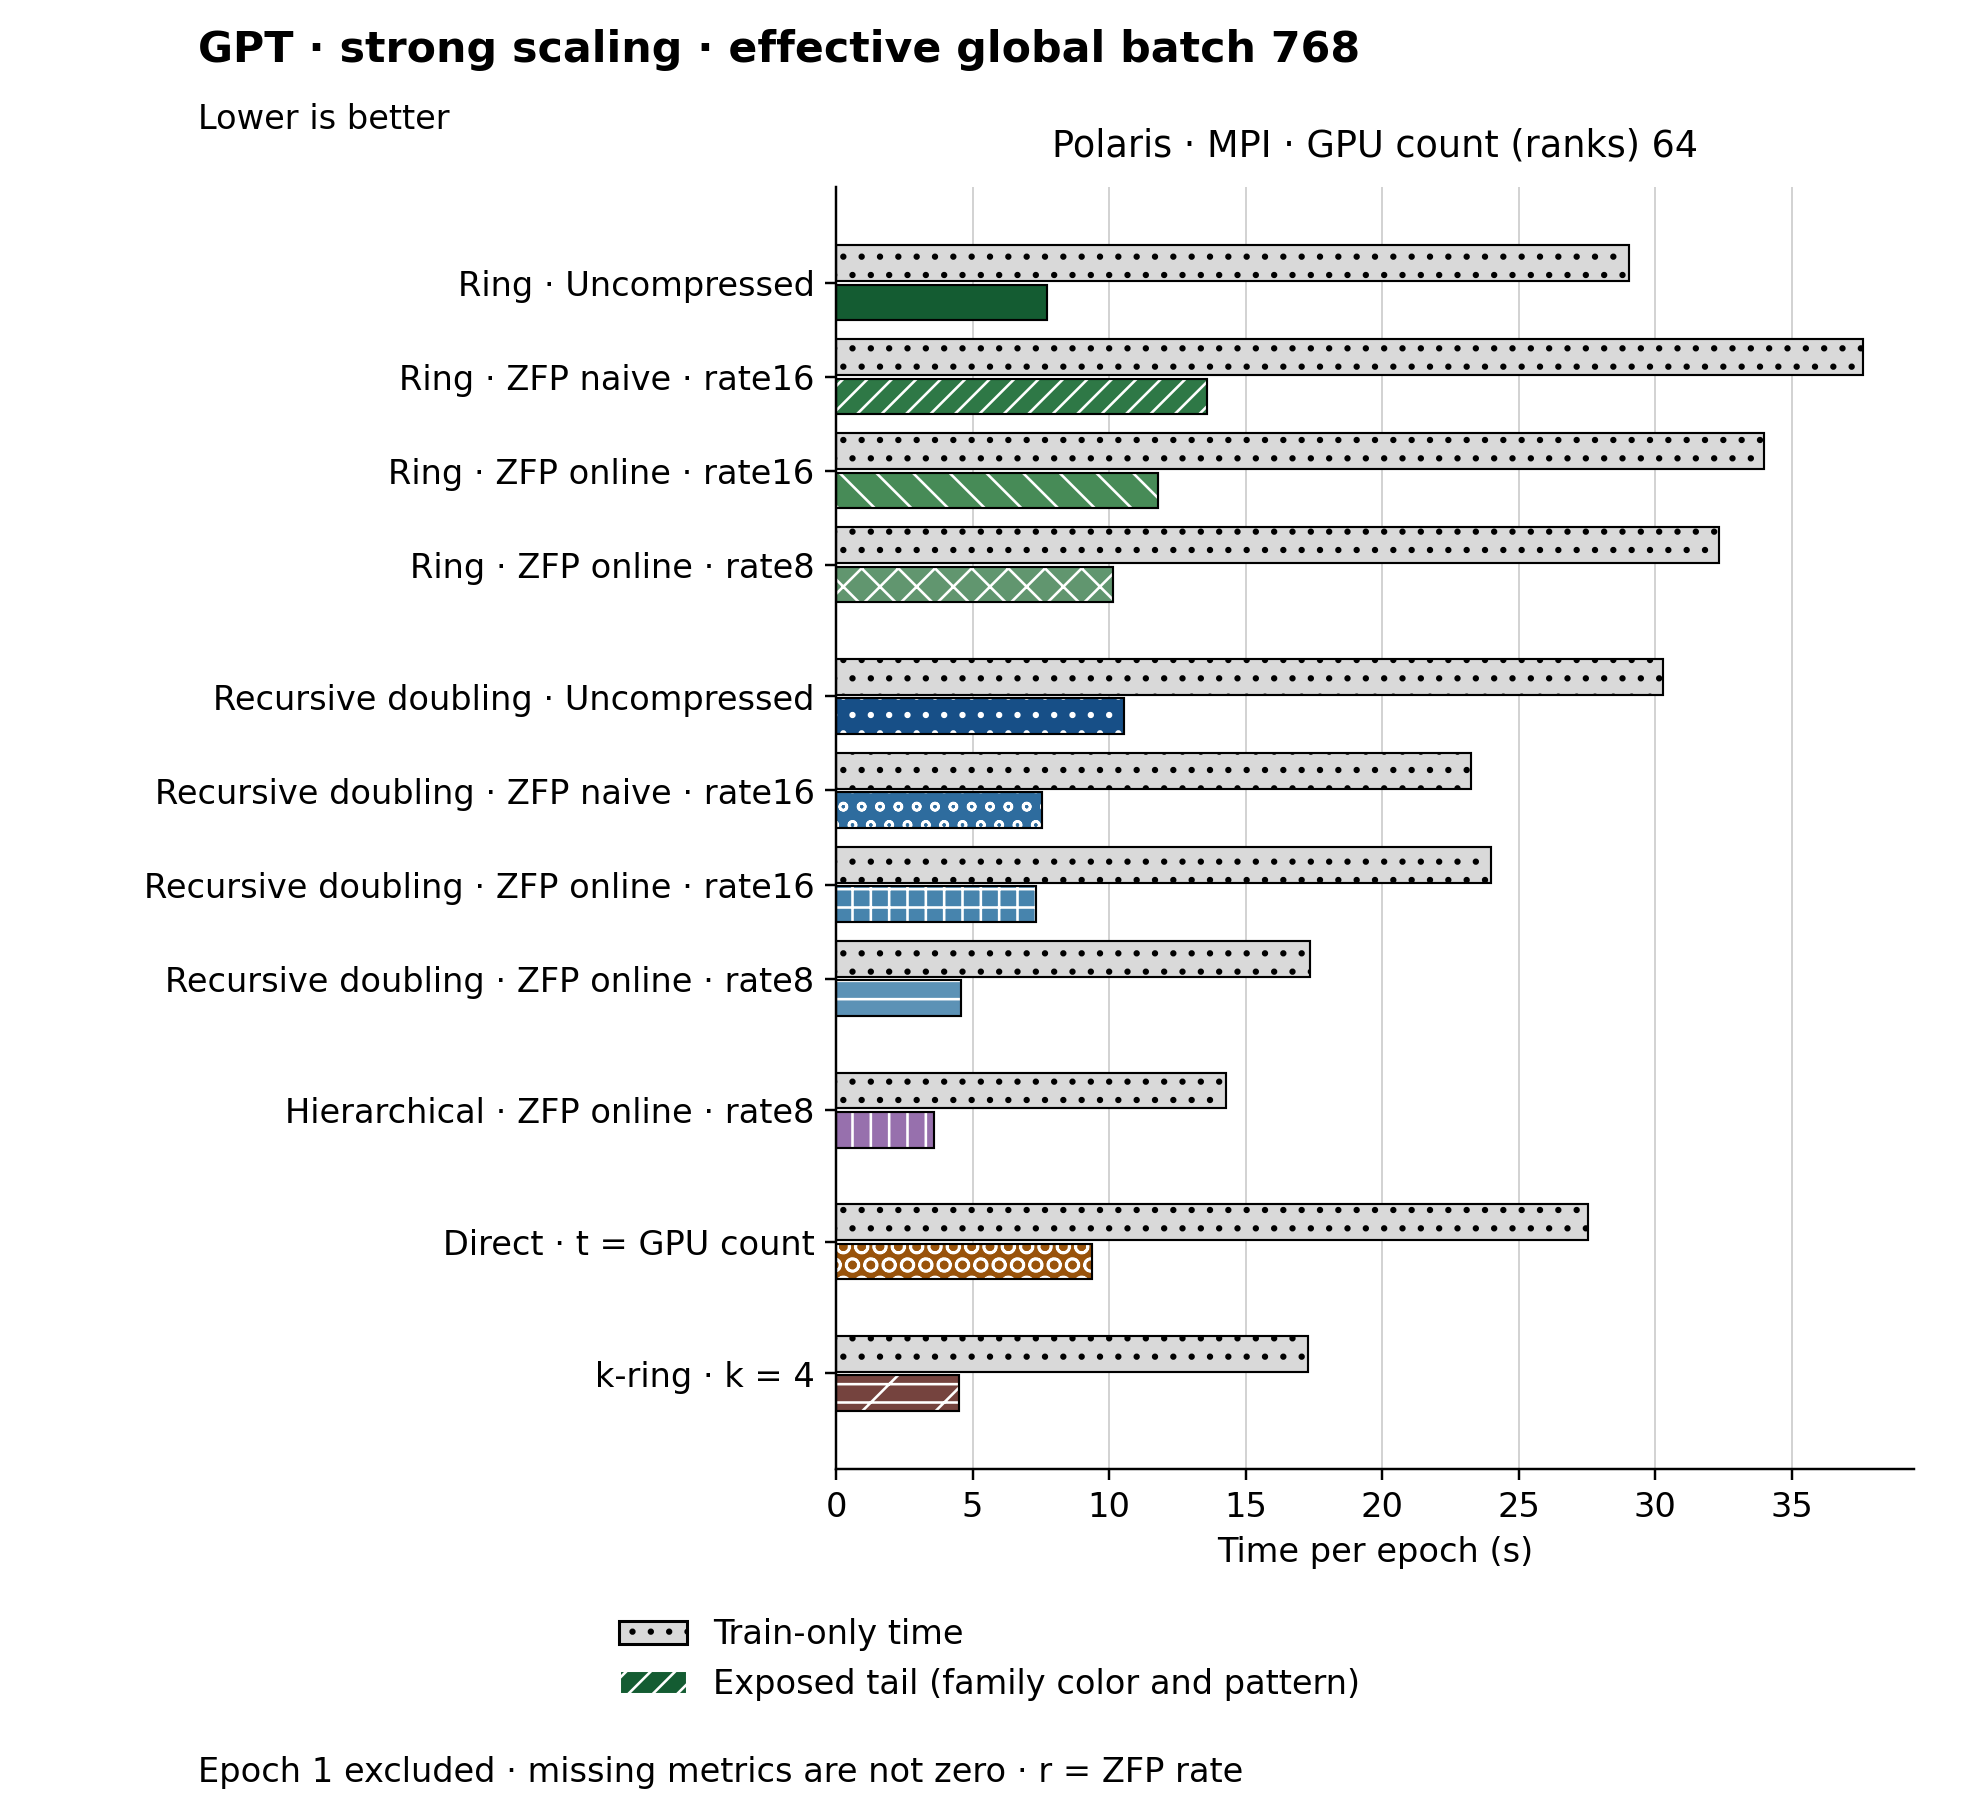 GPT · strong scaling · effective global batch 768
Lower is better
Polaris · MPI · GPU count (ranks) 64
Ring · Uncompressed
Ring · ZFP naive · rate16
Ring · ZFP online · rate16
Ring · ZFP online · rate8
Recursive doubling · Uncompressed
Recursive doubling · ZFP naive · rate16
Recursive doubling · ZFP online · rate16
Recursive doubling · ZFP online · rate8
Hierarchical · ZFP online · rate8
Direct · t = GPU count
k-ring · k = 4
0 5 10 15 20 25 30 35
Time per epoch (s)
Train-only time
Exposed tail (family color and pattern)
Epoch 1 excluded · missing metrics are not zero · r = ZFP rate